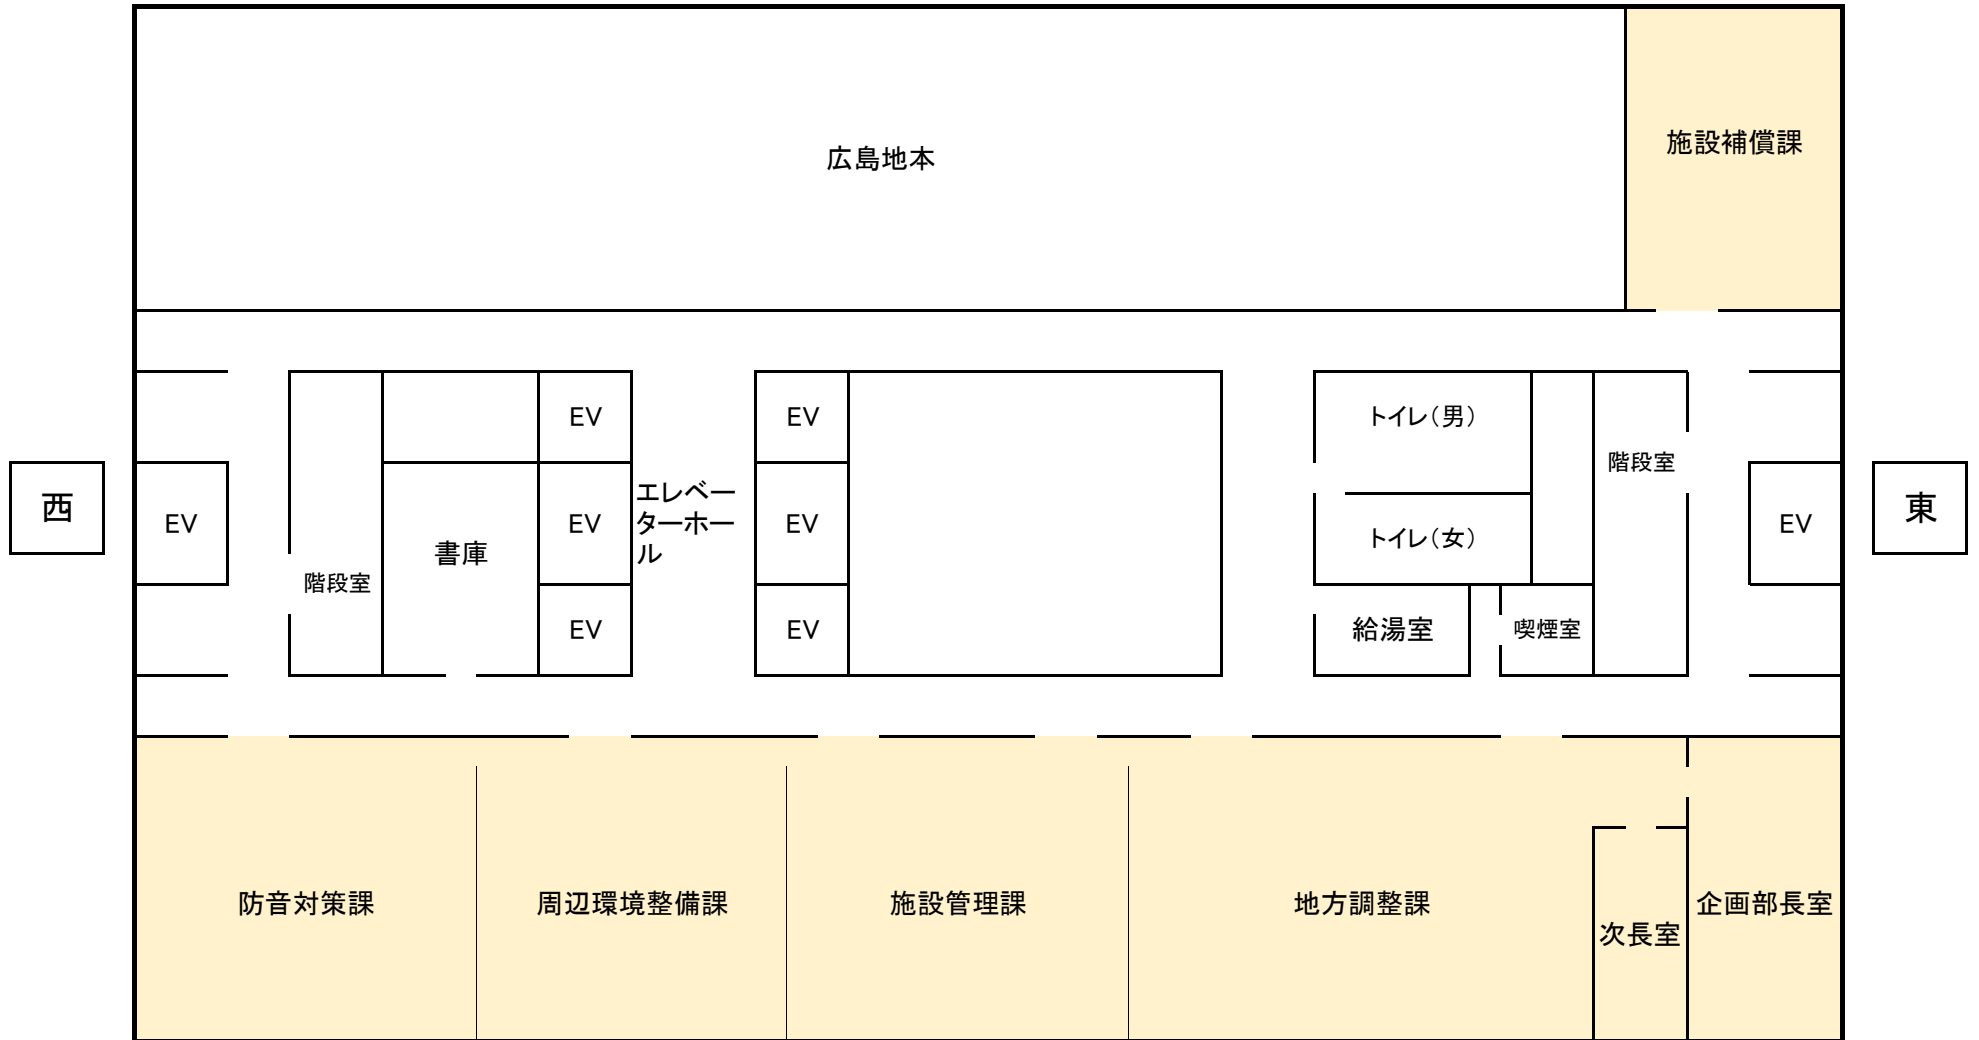 広島地本
施設補償課
EV
EV
トイレ（男）
階段室
西
EV
階段室
書庫
EV
エレベー
ターホー
ル
EV
トイレ（女）
EV
東
EV
EV
給湯室
喫煙室
防音対策課
周辺環境整備課
施設管理課
地方調整課
次長室
企画部長室